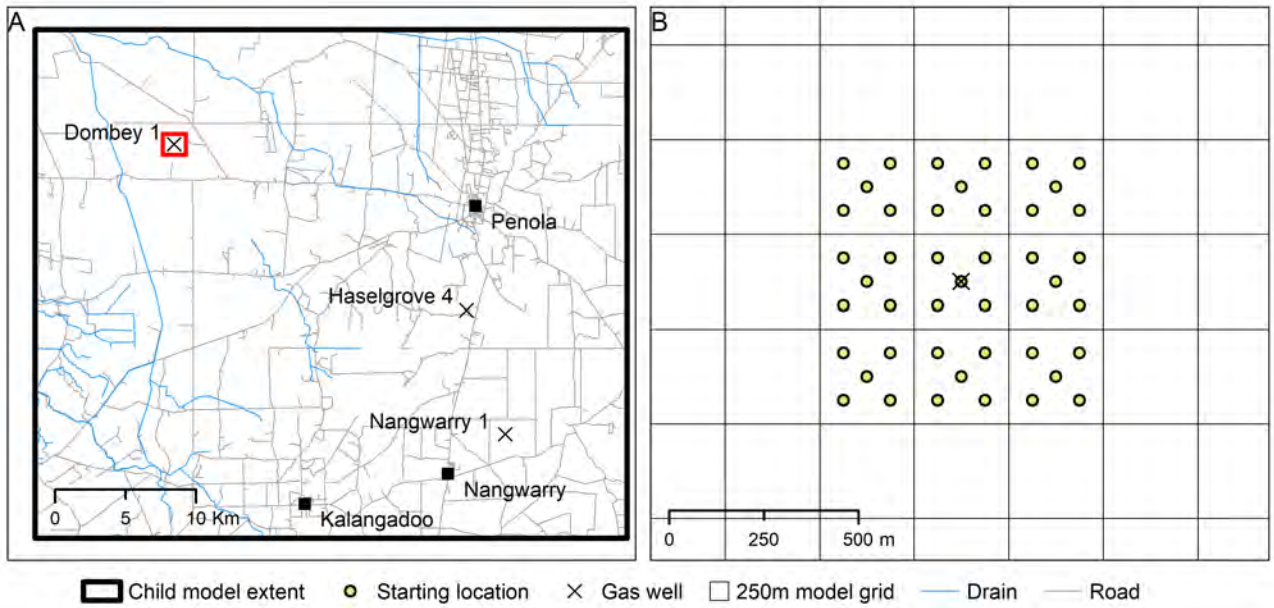 A
Dombey 1
Penola
Haselgrove 4
Nangwarry 1
Nangwarry
Kalangadoo
0 5 10 Km
B
0 250 500 m
Child model extent Starting location Gas well 250m model grid Drain Road